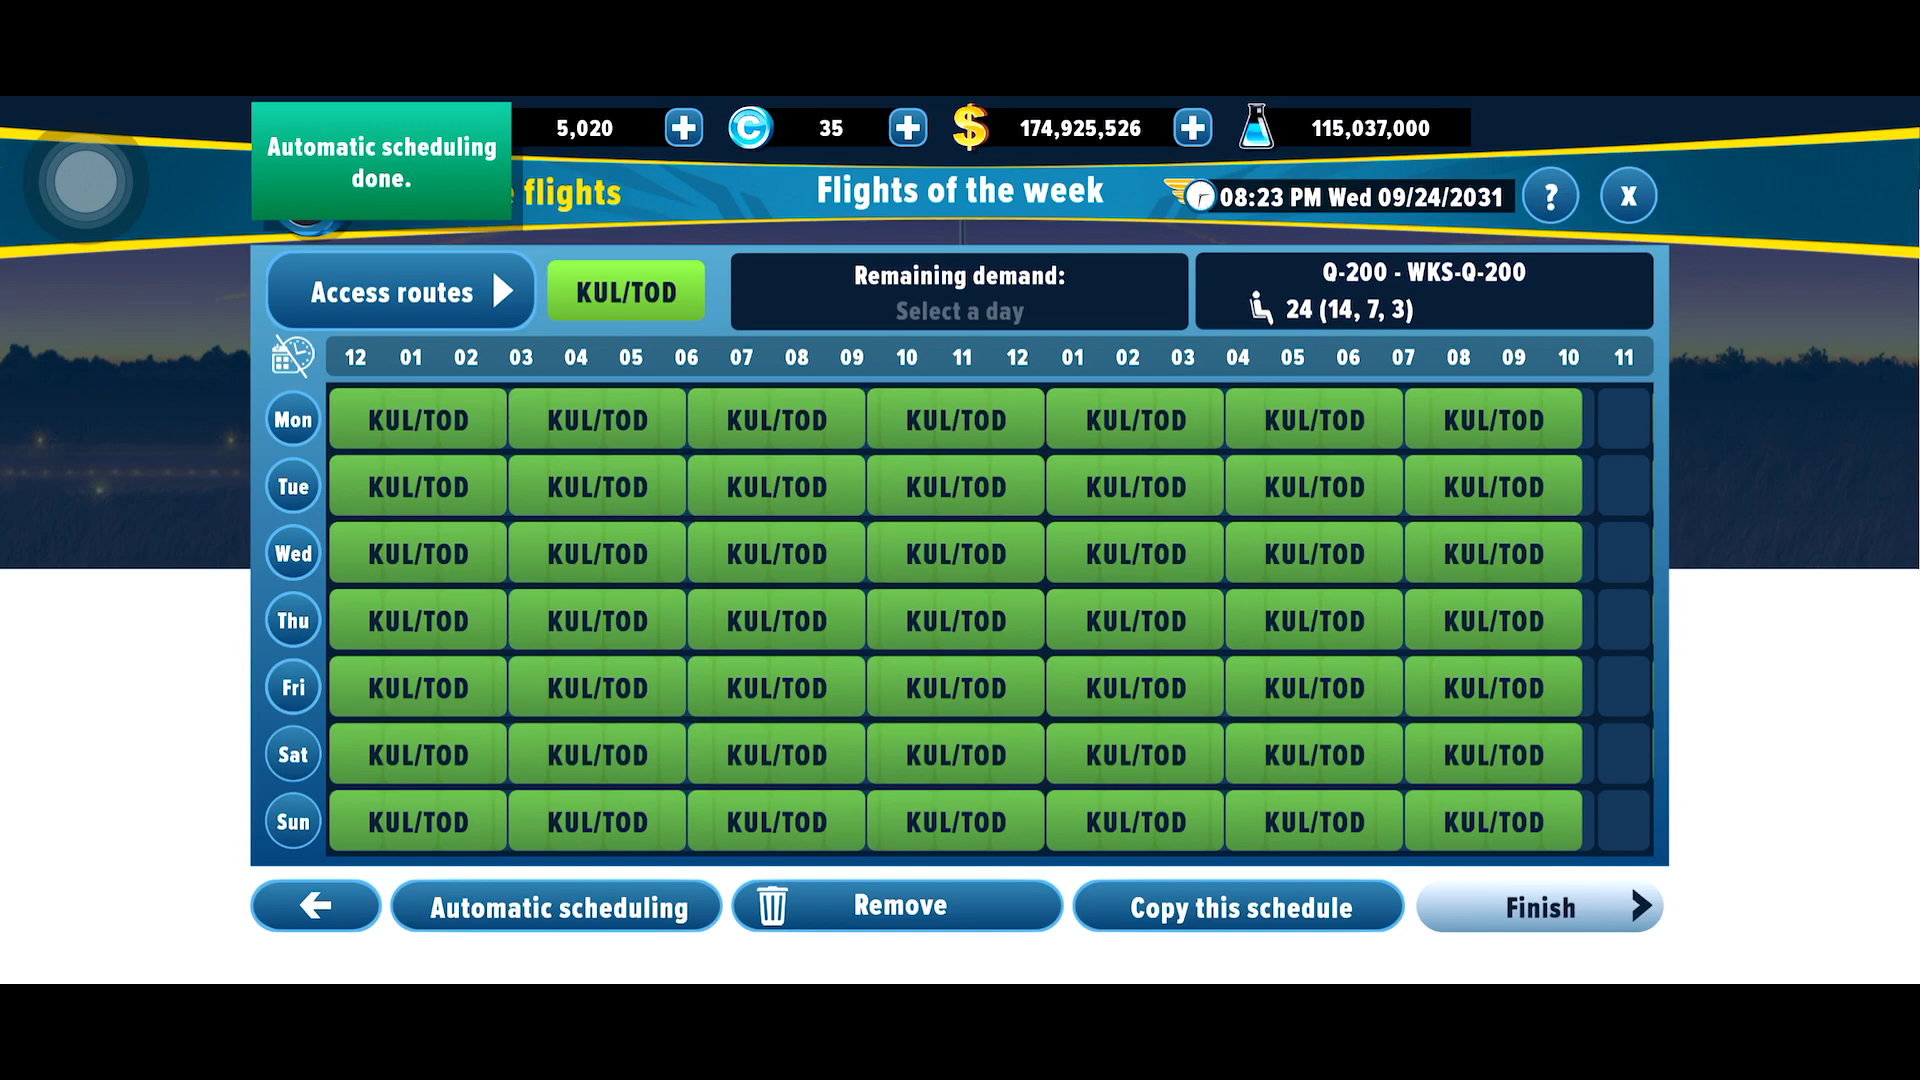 Automatic scheduling
done.
5,020
35
174,925,526
115,037,000
flights
Flights of the week
08:23 PM Wed 09/24/2031
?
X
Access routes
KUL/TOD
Remaining demand:
Select a day
Q-200 - WKS-Q-200
24 (14, 7, 3)
12 01 02 03 04 05 06 07 08 09 10 11 12 01 02 03 04 05 06 07 08 09 10 11
Mon KUL/TOD KUL/TOD KUL/TOD KUL/TOD KUL/TOD KUL/TOD KUL/TOD
Tue KUL/TOD KUL/TOD KUL/TOD KUL/TOD KUL/TOD KUL/TOD KUL/TOD
Wed KUL/TOD KUL/TOD KUL/TOD KUL/TOD KUL/TOD KUL/TOD KUL/TOD
Thu KUL/TOD KUL/TOD KUL/TOD KUL/TOD KUL/TOD KUL/TOD KUL/TOD
Fri KUL/TOD KUL/TOD KUL/TOD KUL/TOD KUL/TOD KUL/TOD KUL/TOD
Sat KUL/TOD KUL/TOD KUL/TOD KUL/TOD KUL/TOD KUL/TOD KUL/TOD
Sun KUL/TOD KUL/TOD KUL/TOD KUL/TOD KUL/TOD KUL/TOD KUL/TOD
Automatic scheduling
Remove
Copy this schedule
Finish